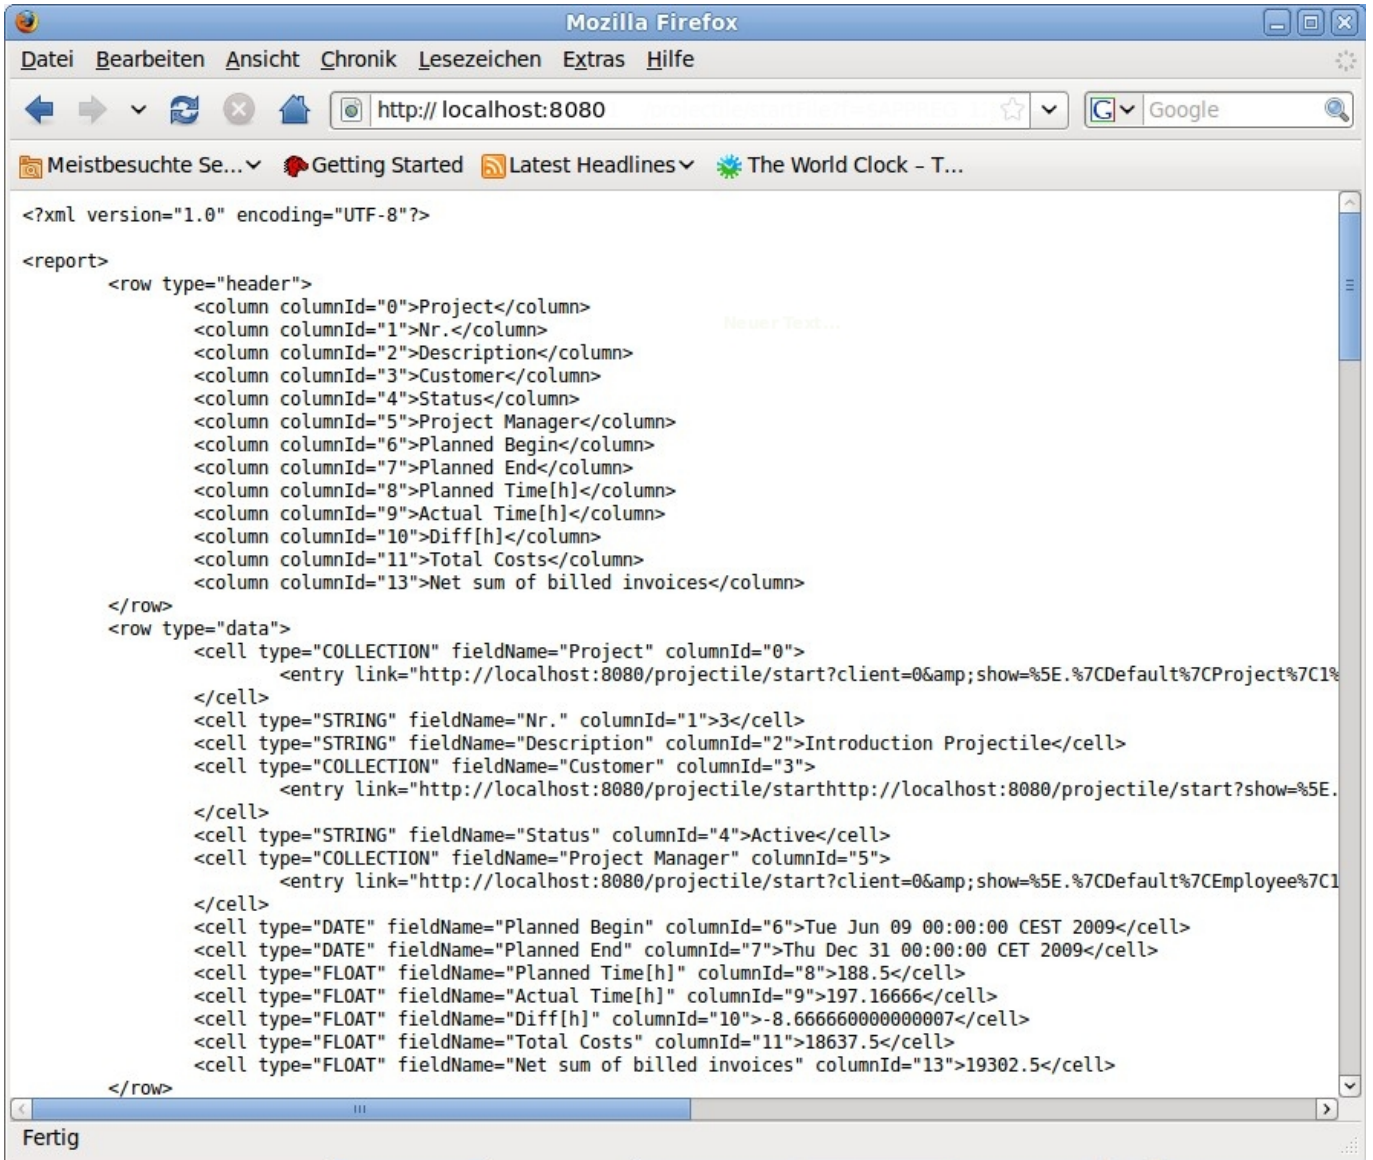 Mozilla Firefox
Datei Bearbeiten Ansicht Chronik Lesezeichen Extras Hilfe
http:// localhost:8080 G Google
Meistbesuchte Se... Getting Started Latest Headlines The World Clock – T...
<?xml version="1.0" encoding="UTF-8"?>
<report>
<row type="header">
<column columnId="0">Project</column>
<column columnId="1">Nr.</column>
<column columnId="2">Description</column>
<column columnId="3">Customer</column>
<column columnId="4">Status</column>
<column columnId="5">Project Manager</column>
<column columnId="6">Planned Begin</column>
<column columnId="7">Planned End</column>
<column columnId="8">Planned Time[h]</column>
<column columnId="9">Actual Time[h]</column>
<column columnId="10">Diff[h]</column>
<column columnId="11">Total Costs</column>
<column columnId="13">Net sum of billed invoices</column>
</row>
<row type="data">
<cell type="COLLECTION" fieldName="Project" columnId="0">
<entry link="http://localhost:8080/projectile/start?client=0&amp;show=%5E.%7CDefault%7CProject%7C1%
</cell>
<cell type="STRING" fieldName="Nr." columnId="1">3</cell>
<cell type="STRING" fieldName="Description" columnId="2">Introduction Projectile</cell>
<cell type="COLLECTION" fieldName="Customer" columnId="3">
<entry link="http://localhost:8080/projectile/starthttp://localhost:8080/projectile/start?show=%5E.
</cell>
<cell type="STRING" fieldName="Status" columnId="4">Active</cell>
<cell type="COLLECTION" fieldName="Project Manager" columnId="5">
<entry link="http://localhost:8080/projectile/start?client=0&amp;show=%5E.%7CDefault%7CEmployee%7C1
</cell>
<cell type="DATE" fieldName="Planned Begin" columnId="6">Tue Jun 09 00:00:00 CEST 2009</cell>
<cell type="DATE" fieldName="Planned End" columnId="7">Thu Dec 31 00:00:00 CET 2009</cell>
<cell type="FLOAT" fieldName="Planned Time[h]" columnId="8">188.5</cell>
<cell type="FLOAT" fieldName="Actual Time[h]" columnId="9">197.16666</cell>
<cell type="FLOAT" fieldName="Diff[h]" columnId="10">-8.666660000000007</cell>
<cell type="FLOAT" fieldName="Total Costs" columnId="11">18637.5</cell>
<cell type="FLOAT" fieldName="Net sum of billed invoices" columnId="13">19302.5</cell>
</row>
Fertig